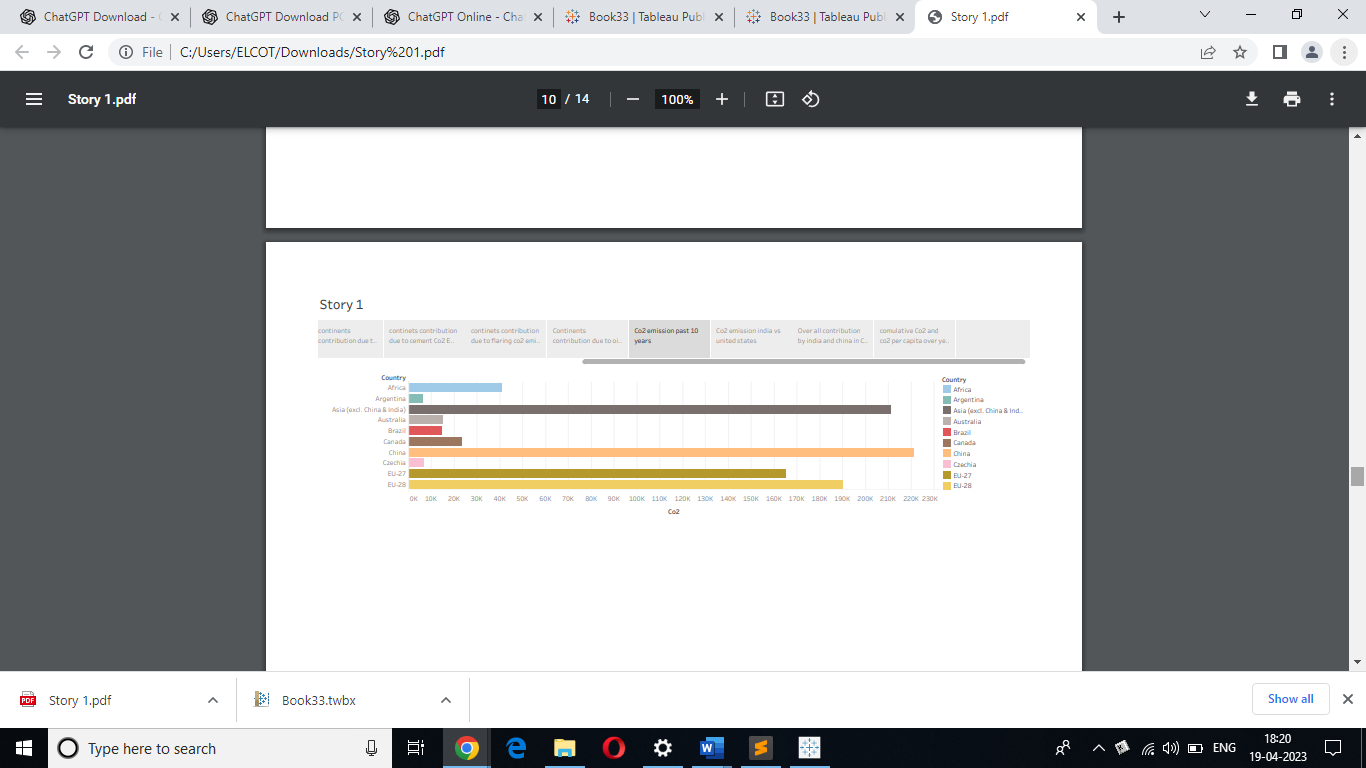 ChatGPT Download -
ChatGPT Download PC
ChatGPT Online - Cha
Book33 | Tableau Publ
Book33 | Tableau Publ
Story 1.pdf
File
C:/Users/ELCOT/Downloads/Story%201.pdf
Story 1.pdf
10 / 14
100%
Story 1
continents
contribution due t..
continets contribution
due to cement Co2 E..
continets contribution
due to flaring co2 emi..
Continents
contribution due to oi..
Co2 emission past 10
years
Co2 emission india vs
united states
Over all contribution
by india and china in C..
comulative Co2 and
co2 per capita over ye..
Country
Africa
Argentina
Asia (excl. China & India)
Australia
Brazil
Canada
China
Czechia
EU-27
EU-28
0K 10K 20K 30K 40K 50K 60K 70K 80K 90K 100K 110K 120K 130K 140K 150K 160K 170K 180K 190K 200K 210K 220K 230K
Co2
Country
Africa
Argentina
Asia (excl. China & Ind..
Australia
Brazil
Canada
China
Czechia
EU-27
EU-28
PDF
Story 1.pdf
Book33.twbx
Show all
Type here to search
ENG
18:20
19-04-2023